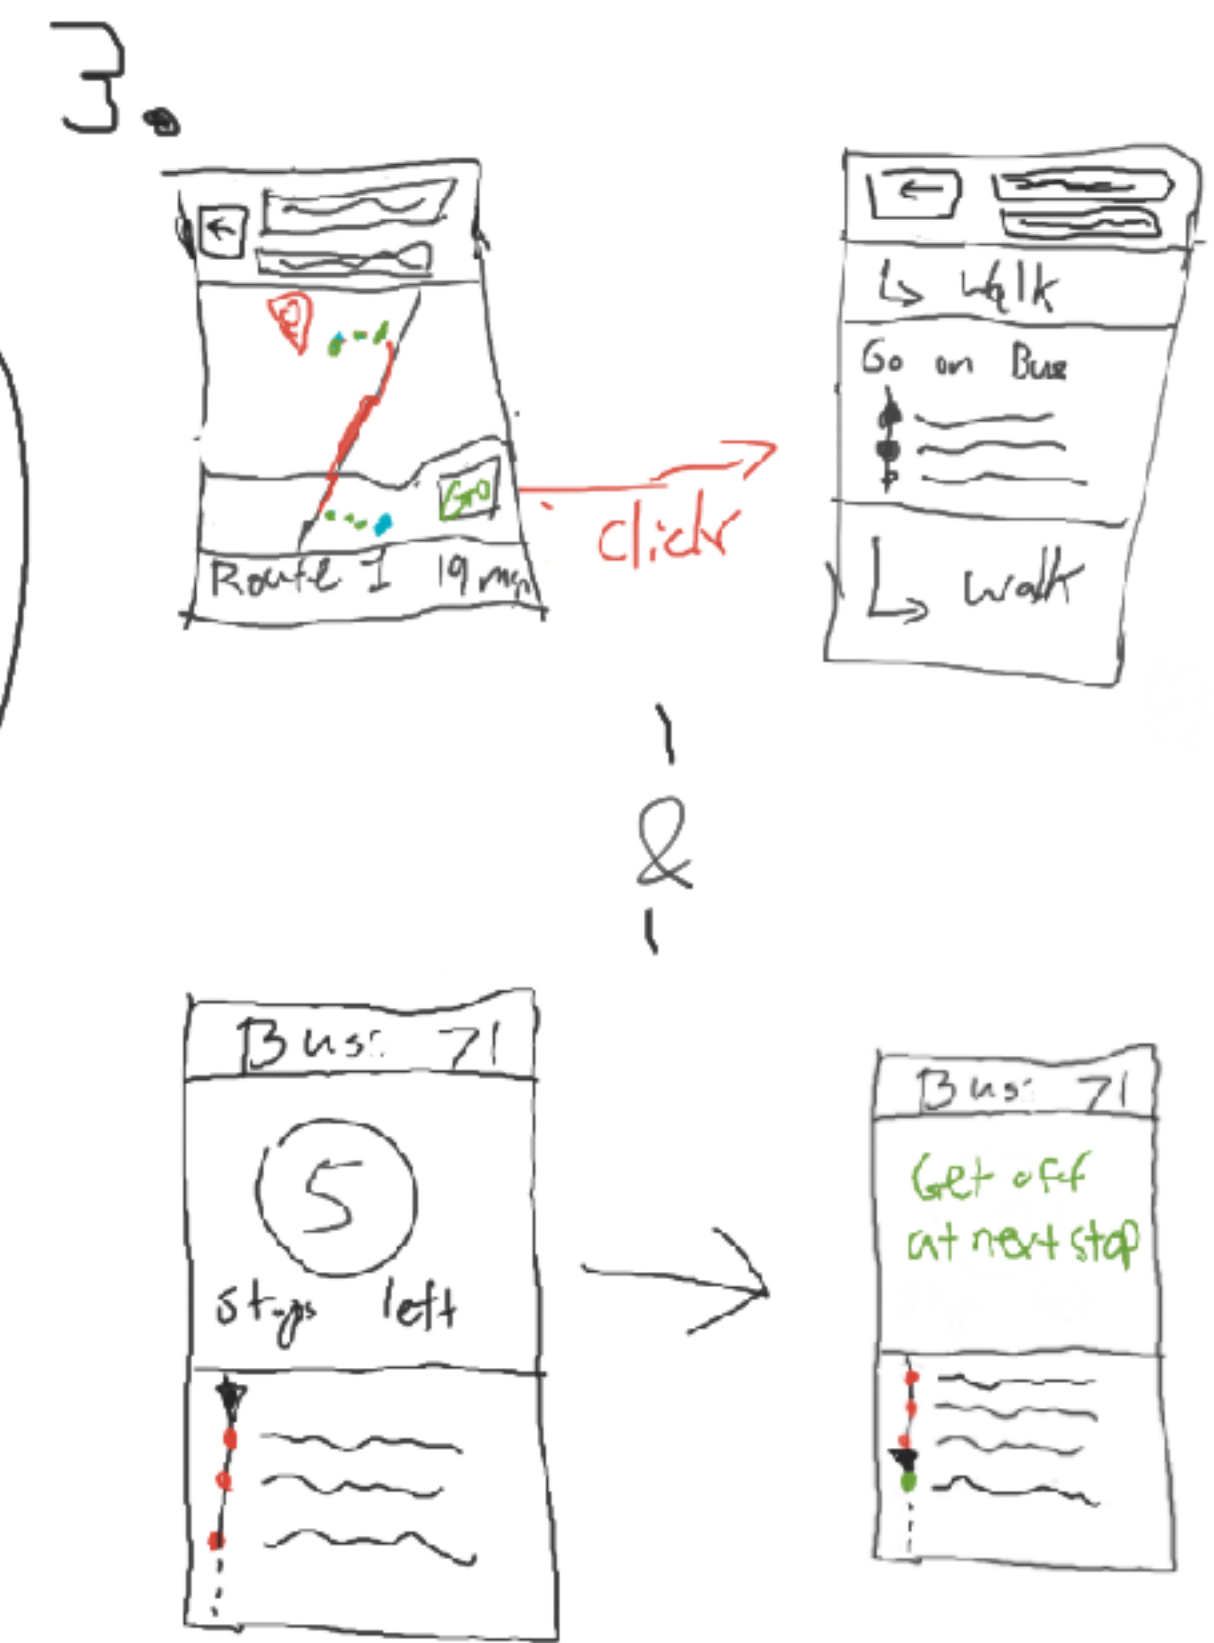 3.
Go
Route 1 19 min
click
Walk
Go on Bus
Walk
&
Bus: 71
5
stops left
Bus: 71
Get off
at next stop